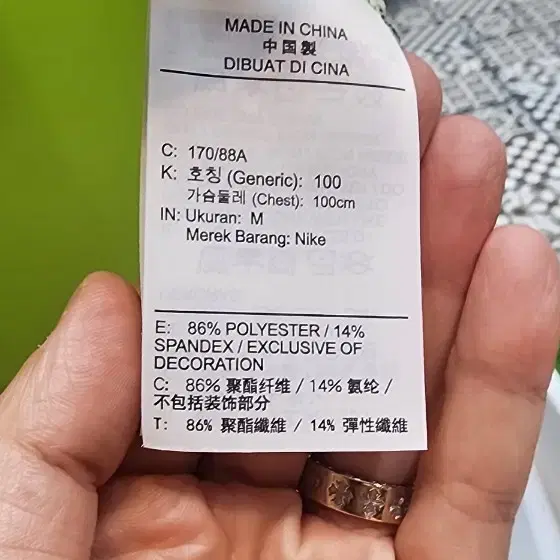 MADE IN CHINA
中国製
DIBUAT DI CINA
C: 170/88A
K: 호칭 (Generic): 100
가슴둘레 (Chest): 100cm
IN: Ukuran: M
Merek Barang: Nike
E: 86% POLYESTER / 14%
SPANDEX / EXCLUSIVE OF
DECORATION
C: 86% 聚酯纤维 / 14% 氨纶 /
不包括装饰部分
T: 86% 聚酯纖維 / 14% 彈性纖維